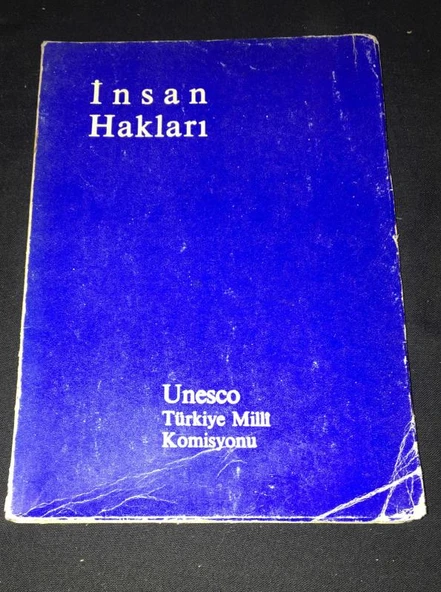 İnsan
Hakları
Unesco
Türkiye Millî
Komisyonu